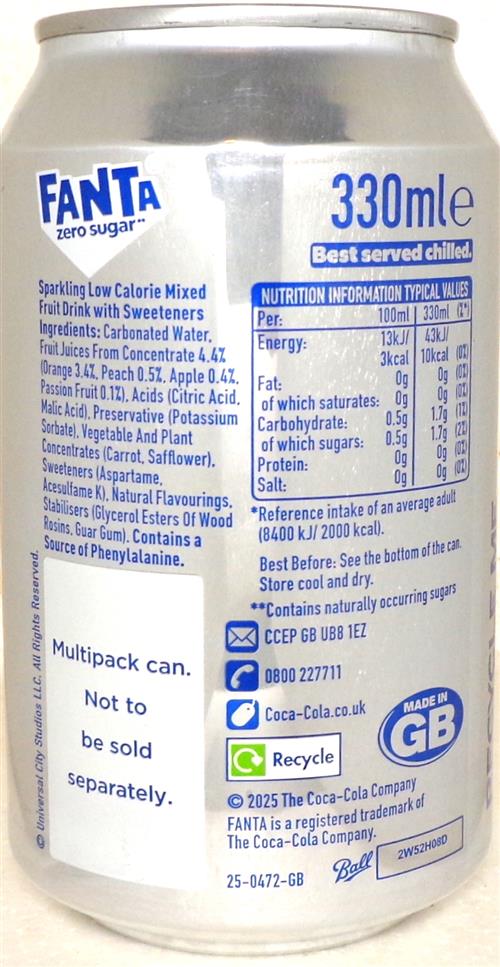 FANTA
zero sugar**
Sparkling Low Calorie Mixed
Fruit Drink with Sweeteners
Ingredients: Carbonated Water,
Fruit Juices From Concentrate 4.4%
(Orange 3.4%, Peach 0.5%, Apple 0.4%,
Passion Fruit 0.1%), Acids (Citric Acid,
Malic Acid), Preservative (Potassium
Sorbate), Vegetable And Plant
Concentrates (Carrot, Safflower),
Sweeteners (Aspartame,
Acesulfame K), Natural Flavourings,
Stabilisers (Glycerol Esters Of Wood
Rosins, Guar Gum). Contains a
Source of Phenylalanine.
© Universal City Studios LLC. All Rights Reserved.
Multipack can.
Not to
be sold
separately.
330ml e
Best served chilled.
NUTRITION INFORMATION TYPICAL VALUES
Per: 100ml 330ml (%*)
Energy: 13kJ/ 43kJ/
3kcal 10kcal (0%)
Fat: 0g 0g (0%)
of which saturates: 0g 0g (0%)
Carbohydrate: 0.5g 1.7g (1%)
of which sugars: 0.5g 1.7g (2%)
Protein: 0g 0g (0%)
Salt: 0g 0g (0%)
*Reference intake of an average adult
(8400 kJ/ 2000 kcal).
Best Before: See the bottom of the can.
Store cool and dry.
**Contains naturally occurring sugars
CCEP GB UB8 1EZ
0800 227711
Coca-Cola.co.uk
Recycle
MADE IN
GB
© 2025 The Coca-Cola Company
FANTA is a registered trademark of
The Coca-Cola Company.
25-0472-GB
Ball
2W52H08D